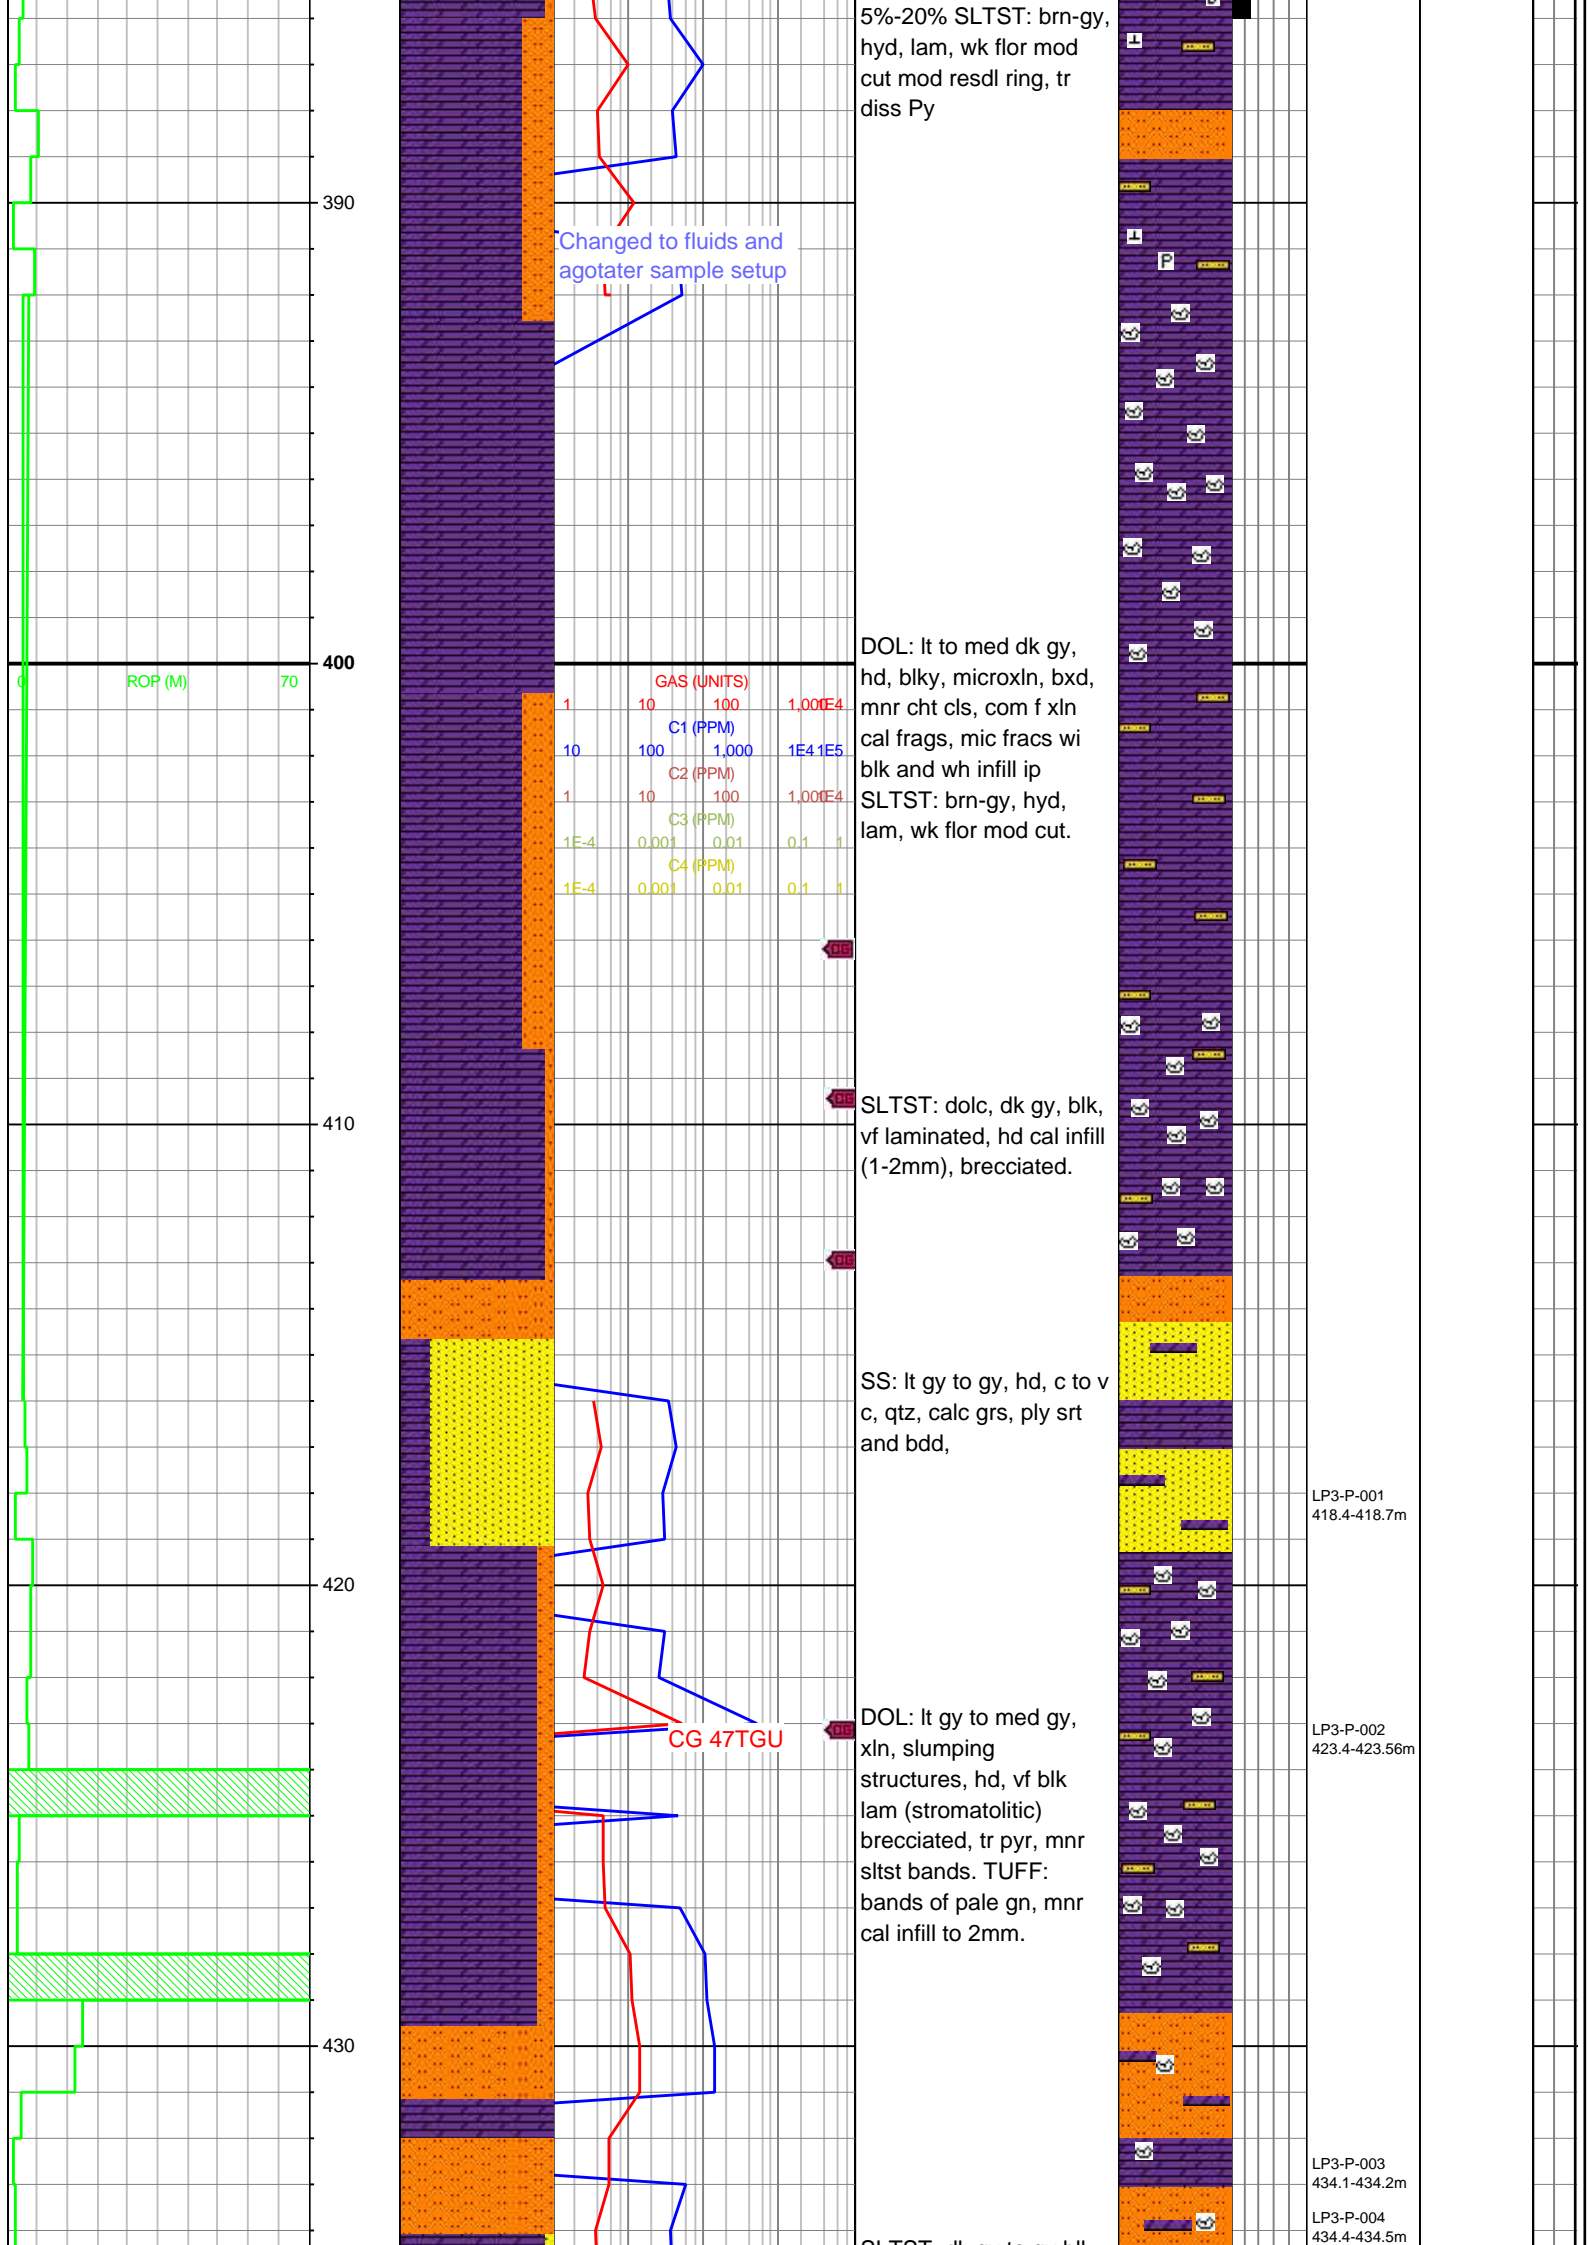 5%-20% SLTST: brn-gy,
hyd, lam, wk flor mod
cut mod resdl ring, tr
diss Py
390
Changed to fluids and
agotater sample setup
P
400
0 ROP (M) 70
GAS (UNITS)
1 10 100 1,000 1E4
C1 (PPM)
10 100 1,000 1E4 1E5
C2 (PPM)
1 10 100 1,000 1E4
C3 (PPM)
1E-4 0.001 0.01 0.1 1
C4 (PPM)
1E-4 0.001 0.01 0.1 1
DOL: lt to med dk gy,
hd, blky, microxln, bxd,
mnr cht cls, com f xln
cal frags, mic fracs wi
blk and wh infill ip
SLTST: brn-gy, hyd,
lam, wk flor mod cut.
CG
CG
410
SLTST: dolc, dk gy, blk,
vf laminated, hd cal infill
(1-2mm), brecciated.
CG
SS: lt gy to gy, hd, c to v
c, qtz, calc grs, ply srt
and bdd,
LP3-P-001
418.4-418.7m
420
CG 47TGU
CG
DOL: lt gy to med gy,
xln, slumping
structures, hd, vf blk
lam (stromatolitic)
brecciated, tr pyr, mnr
sltst bands. TUFF:
bands of pale gn, mnr
cal infill to 2mm.
LP3-P-002
423.4-423.56m
430
LP3-P-003
434.1-434.2m
LP3-P-004
434.4-434.5m